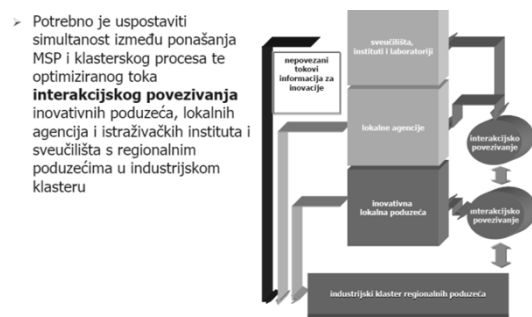 Potrebno je uspostaviti
simultanost između ponašanja
MSP i klasterskog procesa te
optimiziranog toka
interakcijskog povezivanja
inovativnih poduzeća, lokalnih
agencija i istraživačkih instituta i
sveučilišta s regionalnim
poduzećima u industrijskom
klasteru
sveučilišta,
instituti i laboratoriji
nepovezani
tokovi
informacija za
inovacije
lokalne agencije
interakcijsko
povezivanje
inovativna
lokalna poduzeća
interakcijsko
povezivanje
industrijski klaster regionalnih poduzeća